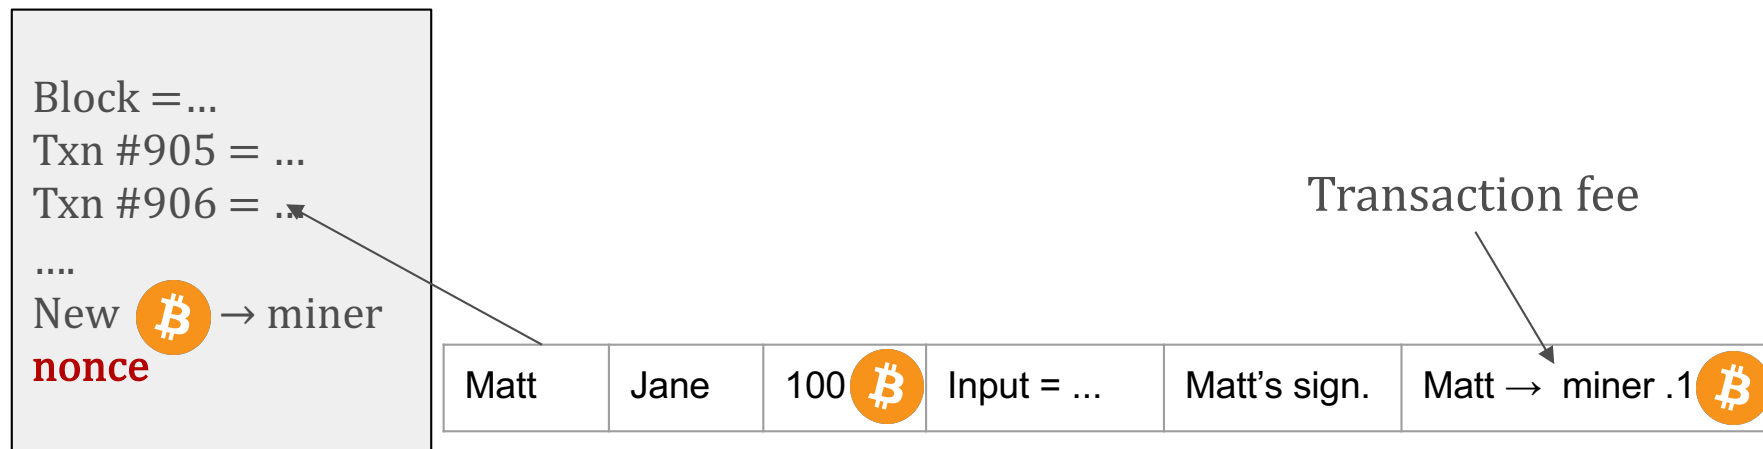 Block =...
Txn #905 = ...
Txn #906 = ...
....
New ₿ → miner
nonce
Transaction fee
Matt Jane 100 ₿ Input = ... Matt’s sign. Matt → miner .1 ₿